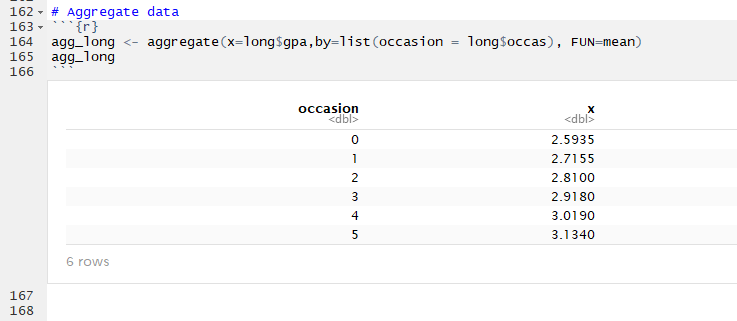 162 # Aggregate data
163 ```{r}
164 agg_long <- aggregate(x=long$gpa,by=list(occasion = long$occas), FUN=mean)
165 agg_long
166 ```
occasion x
<dbl> <dbl>
0 2.5935
1 2.7155
2 2.8100
3 2.9180
4 3.0190
5 3.1340
6 rows
167
168